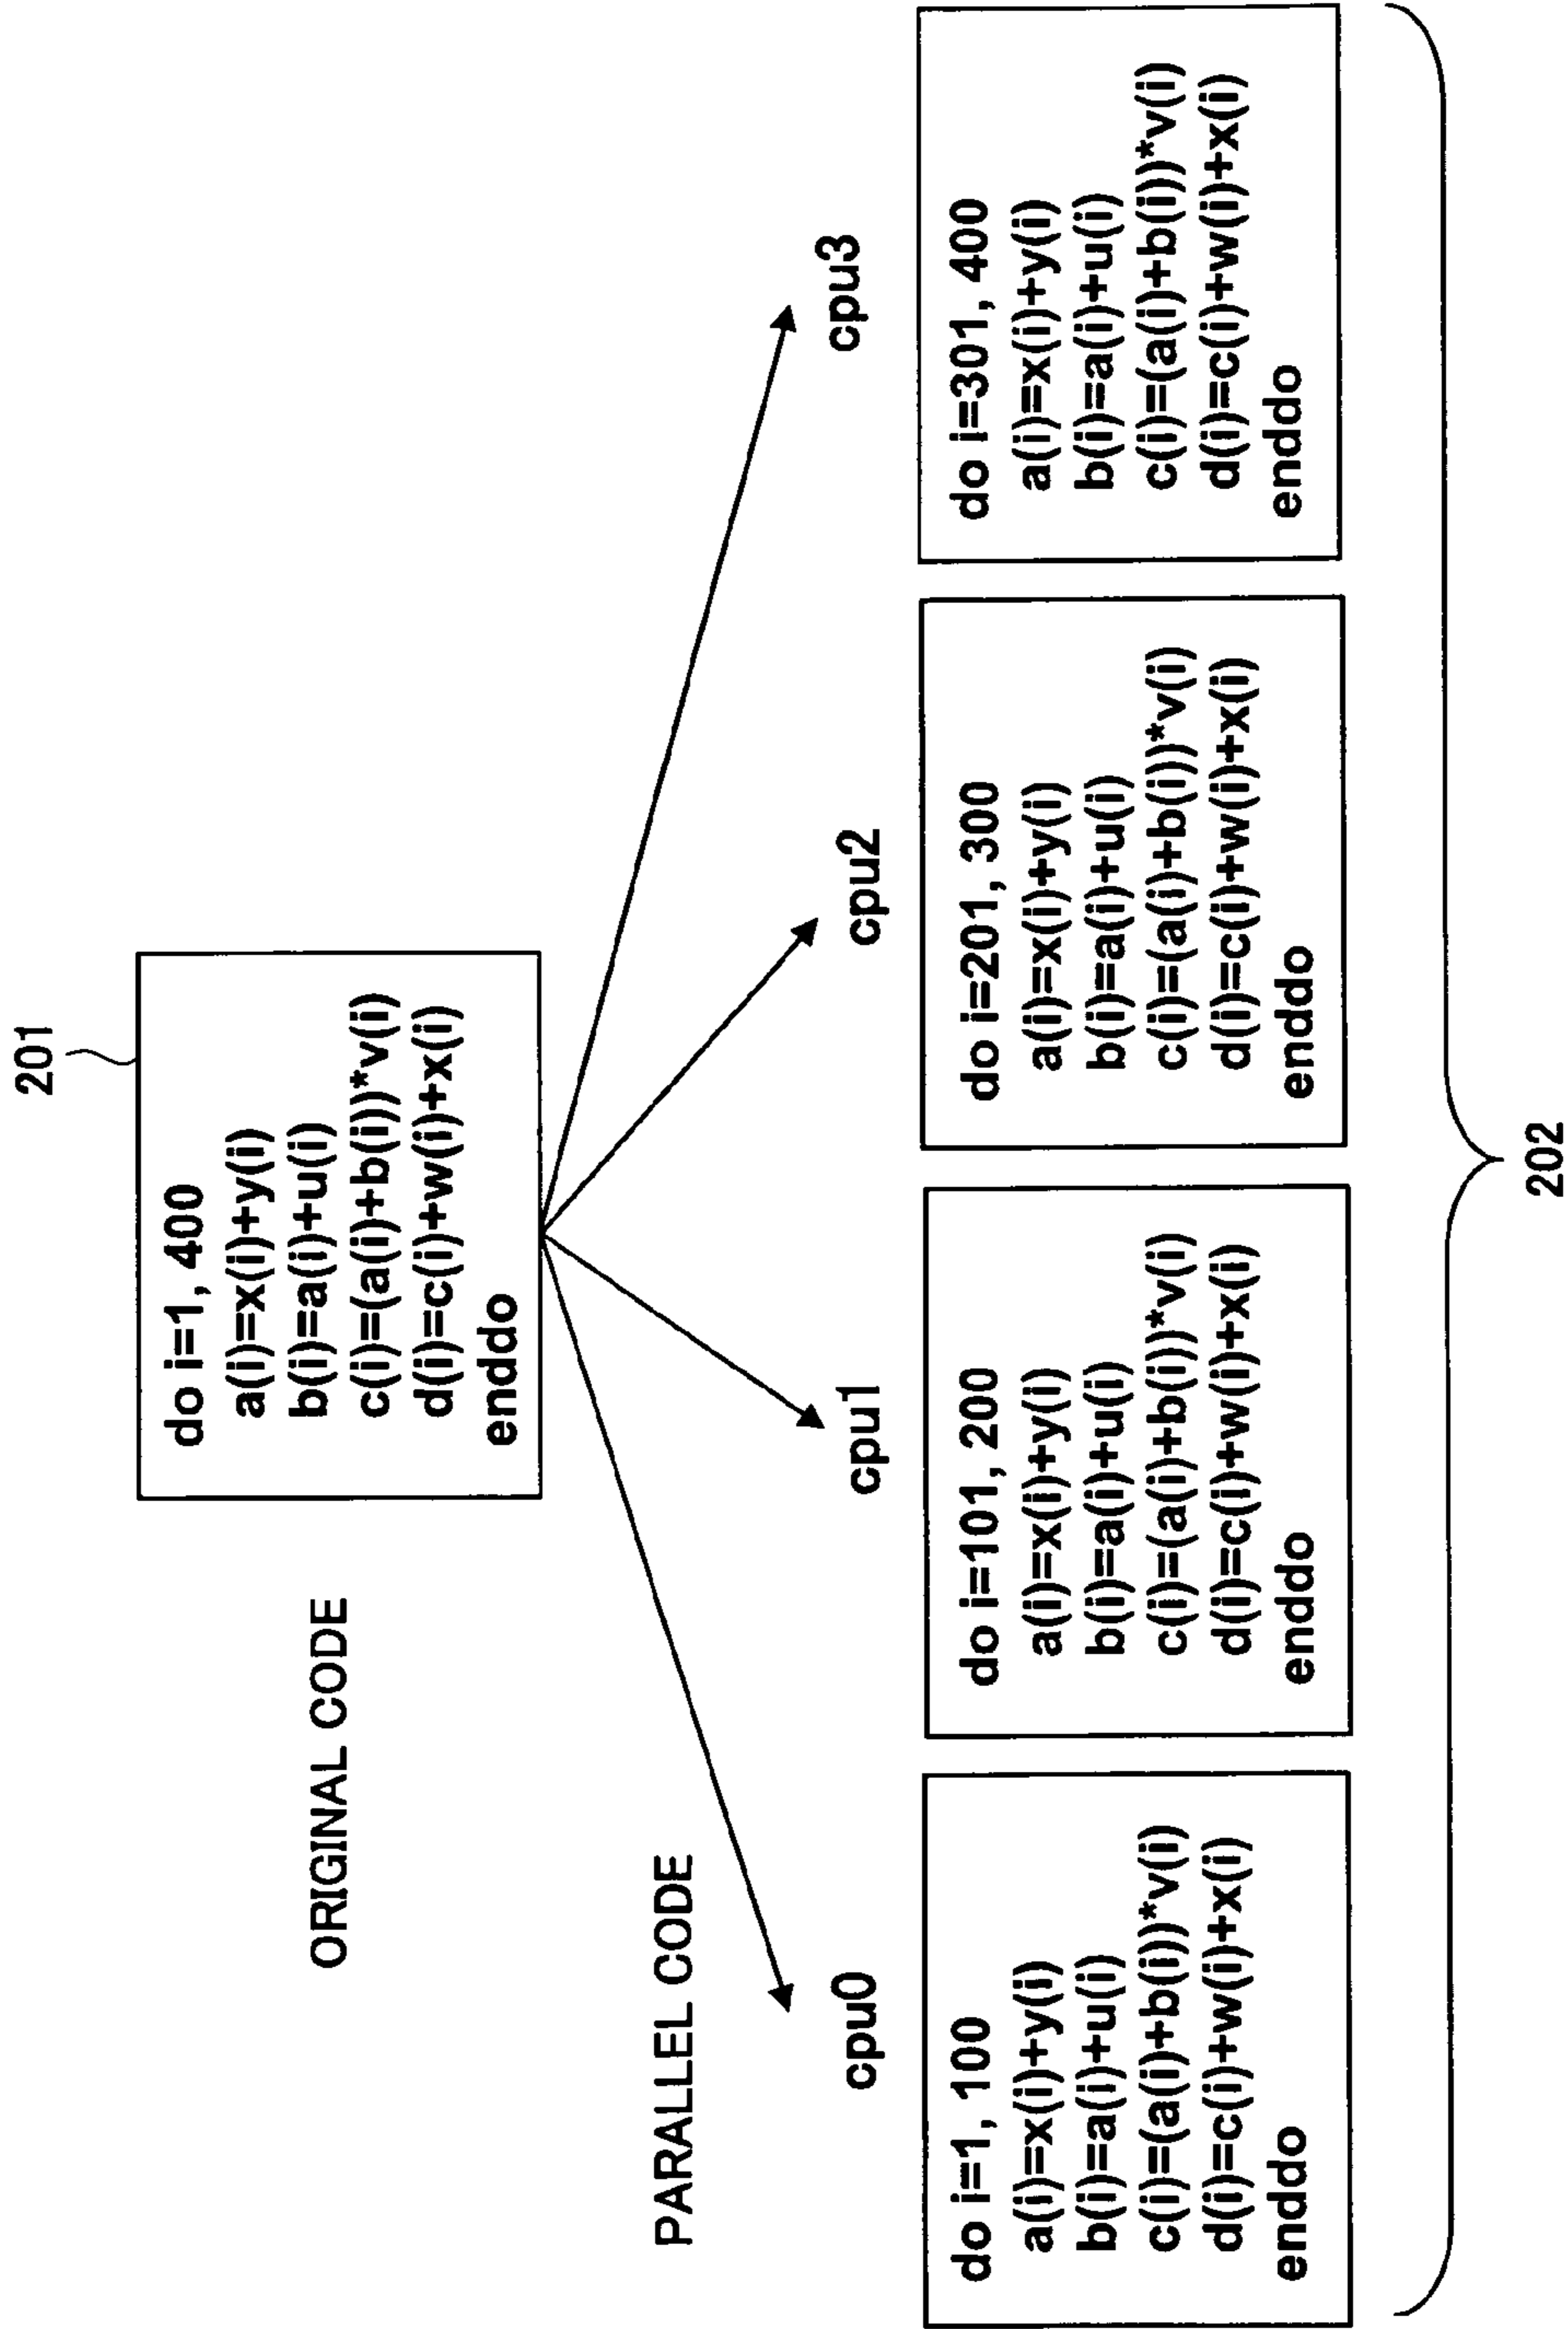 201
ORIGINAL CODE
do i=1, 400
a(i)=x(i)+y(i)
b(i)=a(i)+u(i)
c(i)=(a(i)+b(i))*v(i)
d(i)=c(i)+w(i)+x(i)
enddo
PARALLEL CODE
cpu0
do i=1, 100
a(i)=x(i)+y(i)
b(i)=a(i)+u(i)
c(i)=(a(i)+b(i))*v(i)
d(i)=c(i)+w(i)+x(i)
enddo
cpu1
do i=101, 200
a(i)=x(i)+y(i)
b(i)=a(i)+u(i)
c(i)=(a(i)+b(i))*v(i)
d(i)=c(i)+w(i)+x(i)
enddo
cpu2
do i=201, 300
a(i)=x(i)+y(i)
b(i)=a(i)+u(i)
c(i)=(a(i)+b(i))*v(i)
d(i)=c(i)+w(i)+x(i)
enddo
cpu3
do i=301, 400
a(i)=x(i)+y(i)
b(i)=a(i)+u(i)
c(i)=(a(i)+b(i))*v(i)
d(i)=c(i)+w(i)+x(i)
enddo
202